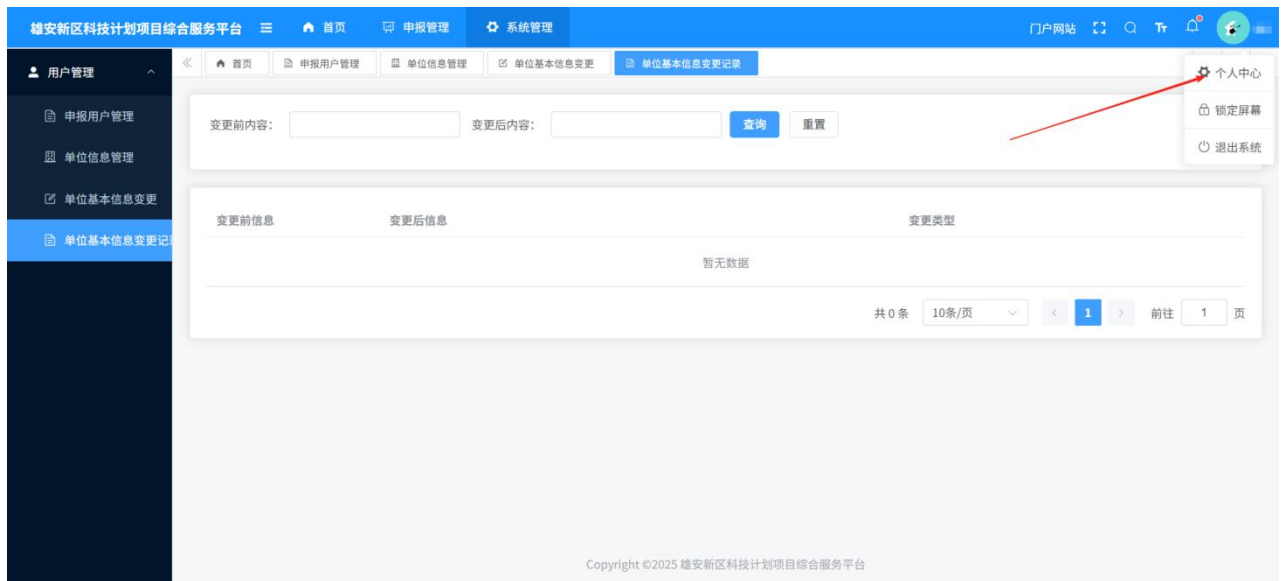 雄安新区科技计划项目综合服务平台 首页 申报管理 系统管理 门户网站 Tт
用户管理 首页 申报用户管理 单位信息管理 单位基本信息变更 单位基本信息变更记录 个人中心
申报用户管理 变更前内容: 变更后内容: 查询 重置 锁定屏幕
单位信息管理 退出系统
单位基本信息变更
变更前信息 变更后信息 变更类型
单位基本信息变更记
暂无数据
共 0 条 10条/页 1 前往 1 页
Copyright ©2025 雄安新区科技计划项目综合服务平台